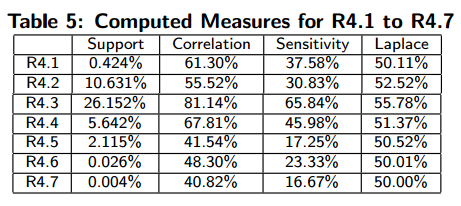 Table 5: Computed Measures for R4.1 to R4.7
Support Correlation Sensitivity Laplace
R4.1 0.424% 61.30% 37.58% 50.11%
R4.2 10.631% 55.52% 30.83% 52.52%
R4.3 26.152% 81.14% 65.84% 55.78%
R4.4 5.642% 67.81% 45.98% 51.37%
R4.5 2.115% 41.54% 17.25% 50.52%
R4.6 0.026% 48.30% 23.33% 50.01%
R4.7 0.004% 40.82% 16.67% 50.00%